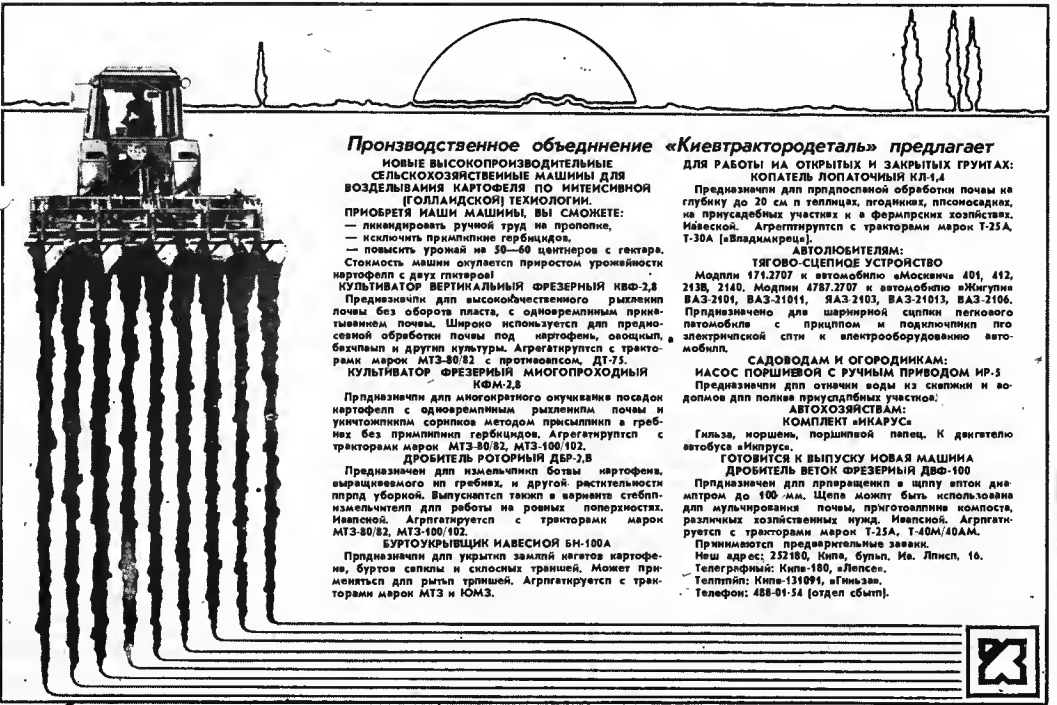 Производственное объединение «Киевтрактородеталь» предлагает
НОВЫЕ ВЫСОКОПРОИЗВОДИТЕЛЬНЫЕ
СЕЛЬСКОХОЗЯЙСТВЕННЫЕ МАШИНЫ ДЛЯ
ВОЗДЕЛЫВАНИЯ КАРТОФЕЛЯ ПО ИНТЕНСИВНОЙ
(ГОЛЛАНДСКОЙ) ТЕХНОЛОГИИ.
ПРИОБРЕТЯ НАШИ МАШИНЫ, ВЫ СМОЖЕТЕ:
— ликвидировать ручной труд на прополке,
— исключить применение гербицидов,
— повысить урожай на 50—60 центнеров с гектара.
Стоимость машин окупается приростом урожайности
картофеля с двух гектаров!
КУЛЬТИВАТОР ВЕРТИКАЛЬНЫЙ ФРЕЗЕРНЫЙ КВФ-2,8
Предназначен для высококачественного рыхления
почвы без оборота пласта, с одновременным прика-
тыванием почвы. Широко используется для предпо-
севной обработки почвы под картофель, овощные,
бахчевые и другие культуры. Агрегатируется с тракто-
рами марок МТЗ-80/82 с противовесом, ДТ-75.
КУЛЬТИВАТОР ФРЕЗЕРНЫЙ МНОГОПРОХОДНЫЙ
КФМ-2,8
Предназначен для многократного окучивания посадок
картофеля с одновременным рыхлением почвы и
уничтожением сорняков методом присыпания в греб-
нях без применения гербицидов. Агрегатируется с
тракторами марок МТЗ-80/82, МТЗ-100/102.
ДРОБИТЕЛЬ РОТОРНЫЙ ДБР-2,8
Предназначен для измельчения ботвы картофеля,
выращиваемого на гребнях, и другой растительности
перед уборкой. Выпускается также в варианте стебле-
измельчителя для работы на ровных поверхностях.
Навесной. Агрегатируется с тракторами марок
МТЗ-80/82, МТЗ-100/102.
БУРТОУКРЫВЩИК НАВЕСНОЙ БН-100А
Предназначен для укрытия землей кагатов картофе-
ля, буртов свеклы и силосных траншей. Может при-
меняться для рытья траншей. Агрегатируется с трак-
торами марок МТЗ и ЮМЗ.
ДЛЯ РАБОТЫ НА ОТКРЫТЫХ И ЗАКРЫТЫХ ГРУНТАХ:
КОПАТЕЛЬ ЛОПАТОЧНЫЙ КЛ-1,4
Предназначен для предпосевной обработки почвы на
глубину до 20 см в теплицах, ягодниках, лесопосадках,
на приусадебных участках и в фермерских хозяйствах.
Навесной. Агрегатируется с тракторами марок Т-25А,
Т-30А («Владимирец»).
АВТОЛЮБИТЕЛЯМ:
ТЯГОВО-СЦЕПНОЕ УСТРОЙСТВО
Модели 171.2707 к автомобилю «Москвич» 401, 412,
2138, 2140. Модели 4787.2707 к автомобилю «Жигули»
ВАЗ-2101, ВАЗ-21011, ВАЗ-2103, ВАЗ-21013, ВАЗ-2106.
Предназначено для шарнирной сцепки легкового
автомобиля с прицепом и подключения его
электрической сети к электрооборудованию авто-
мобиля.
САДОВОДАМ И ОГОРОДНИКАМ:
НАСОС ПОРШНЕВОЙ С РУЧНЫМ ПРИВОДОМ НР-5
Предназначен для откачки воды из скважин и во-
доемов для полива приусадебных участков.
АВТОХОЗЯЙСТВАМ:
КОМПЛЕКТ «ИКАРУС»
Гильза, поршень, поршневой палец. К двигателю
автобуса «Икарус».
ГОТОВИТСЯ К ВЫПУСКУ НОВАЯ МАШИНА
ДРОБИТЕЛЬ ВЕТОК ФРЕЗЕРНЫЙ ДВФ-100
Предназначен для превращения в щепу веток диа-
метром до 100 мм. Щепа может быть использована
для мульчирования почвы, приготовления компоста,
различных хозяйственных нужд. Навесной. Агрегати-
руется с тракторами марок Т-25А, Т-40М/40АМ.
Принимаются предварительные заявки.
Наш адрес: 252180, Киев, бульв. Ив. Лепсе, 16.
Телеграфный: Киев-180, «Лепсе».
Телетайп: Киев-131091, «Гильза».
Телефон: 488-01-54 (отдел сбыта).